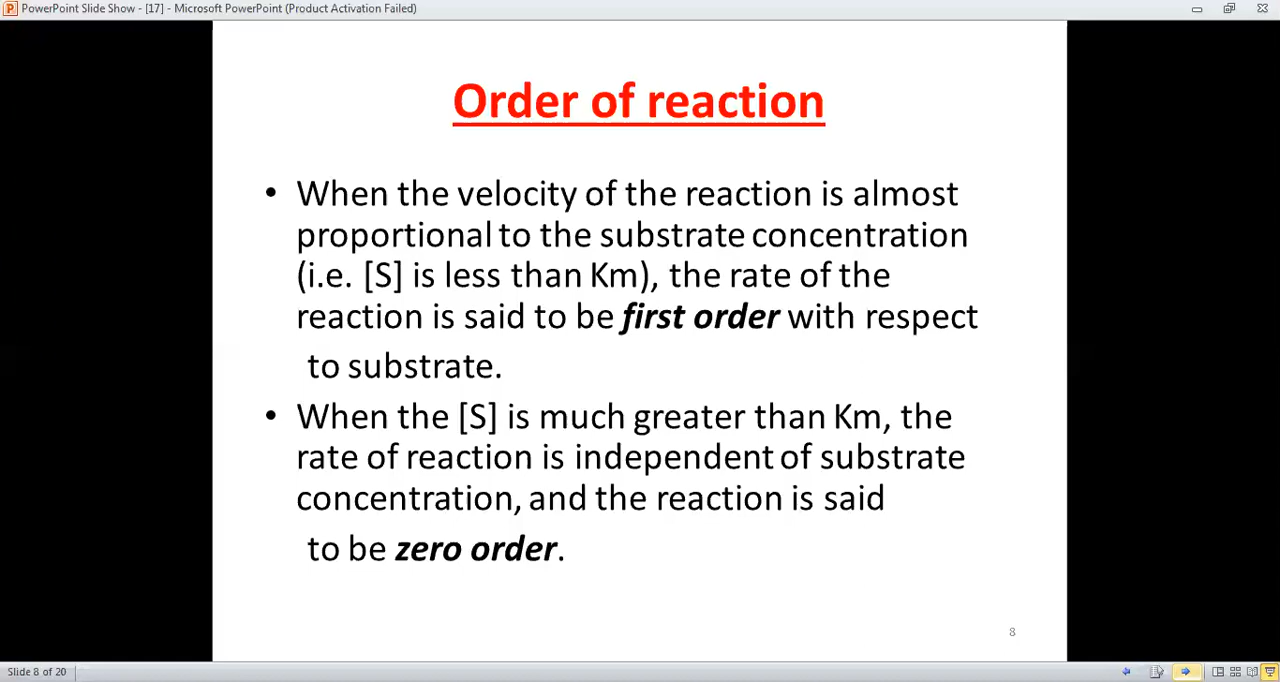 PowerPoint Slide Show - [17] - Microsoft PowerPoint (Product Activation Failed)
Order of reaction
• When the velocity of the reaction is almost
proportional to the substrate concentration
(i.e. [S] is less than Km), the rate of the
reaction is said to be first order with respect
to substrate.
• When the [S] is much greater than Km, the
rate of reaction is independent of substrate
concentration, and the reaction is said
to be zero order.
8
Slide 8 of 20